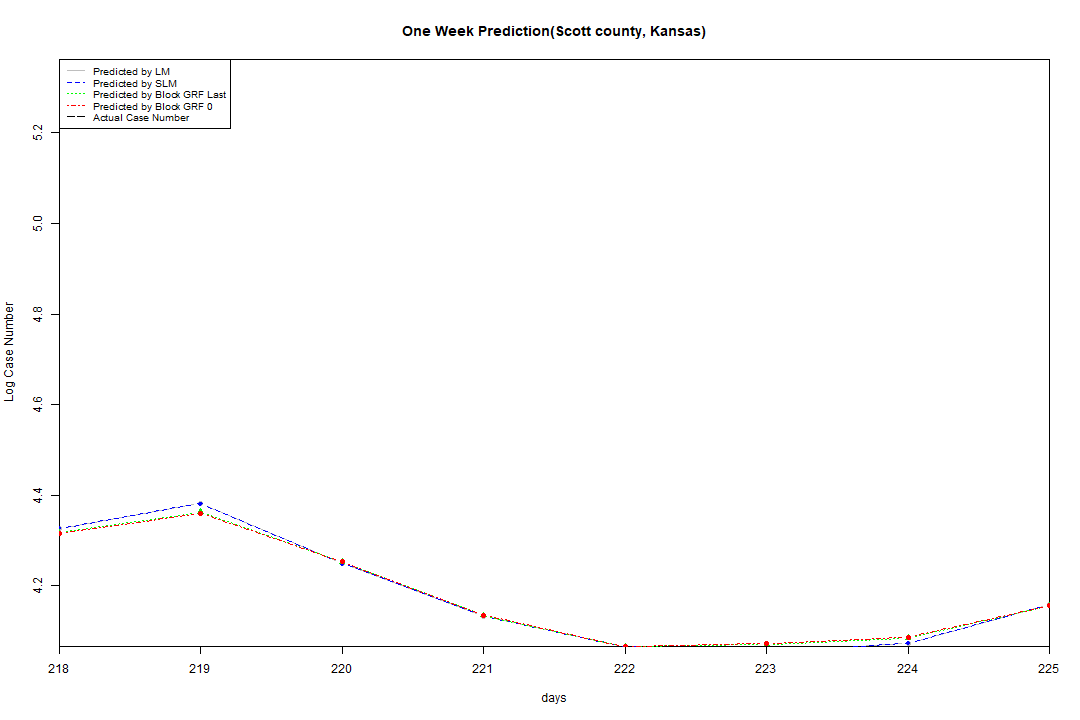 One Week Prediction(Scott county, Kansas)
Predicted by LM
Predicted by SLM
Predicted by Block GRF Last
Predicted by Block GRF 0
Actual Case Number
5.2
5.0
4.8
4.6
4.4
4.2
Log Case Number
218 219 220 221 222 223 224 225
days